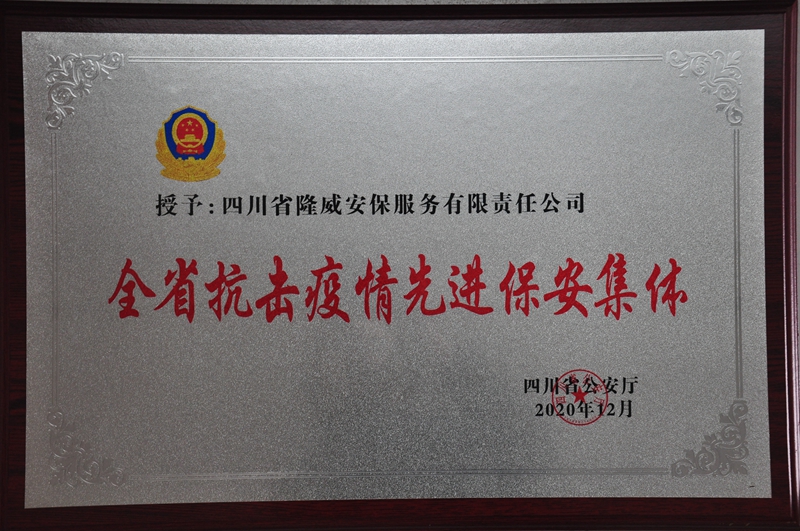 授予:四川省隆威安保服务有限责任公司
全省抗击疫情先进保安集体
四川省公安厅
2020年12月